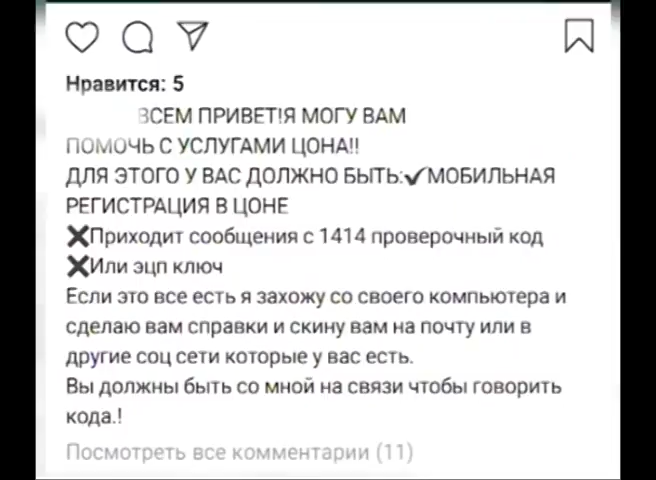 Нравится: 5
ВСЕМ ПРИВЕТ!Я МОГУ ВАМ
ПОМОЧЬ С УСЛУГАМИ ЦОНА!!
ДЛЯ ЭТОГО У ВАС ДОЛЖНО БЫТЬ:✔МОБИЛЬНАЯ
РЕГИСТРАЦИЯ В ЦОНЕ
❌Приходит сообщения с 1414 проверочный код
❌Или эцп ключ
Если это все есть я захожу со своего компьютера и
сделаю вам справки и скину вам на почту или в
другие соц сети которые у вас есть.
Вы должны быть со мной на связи чтобы говорить
кода.!
Посмотреть все комментарии (11)